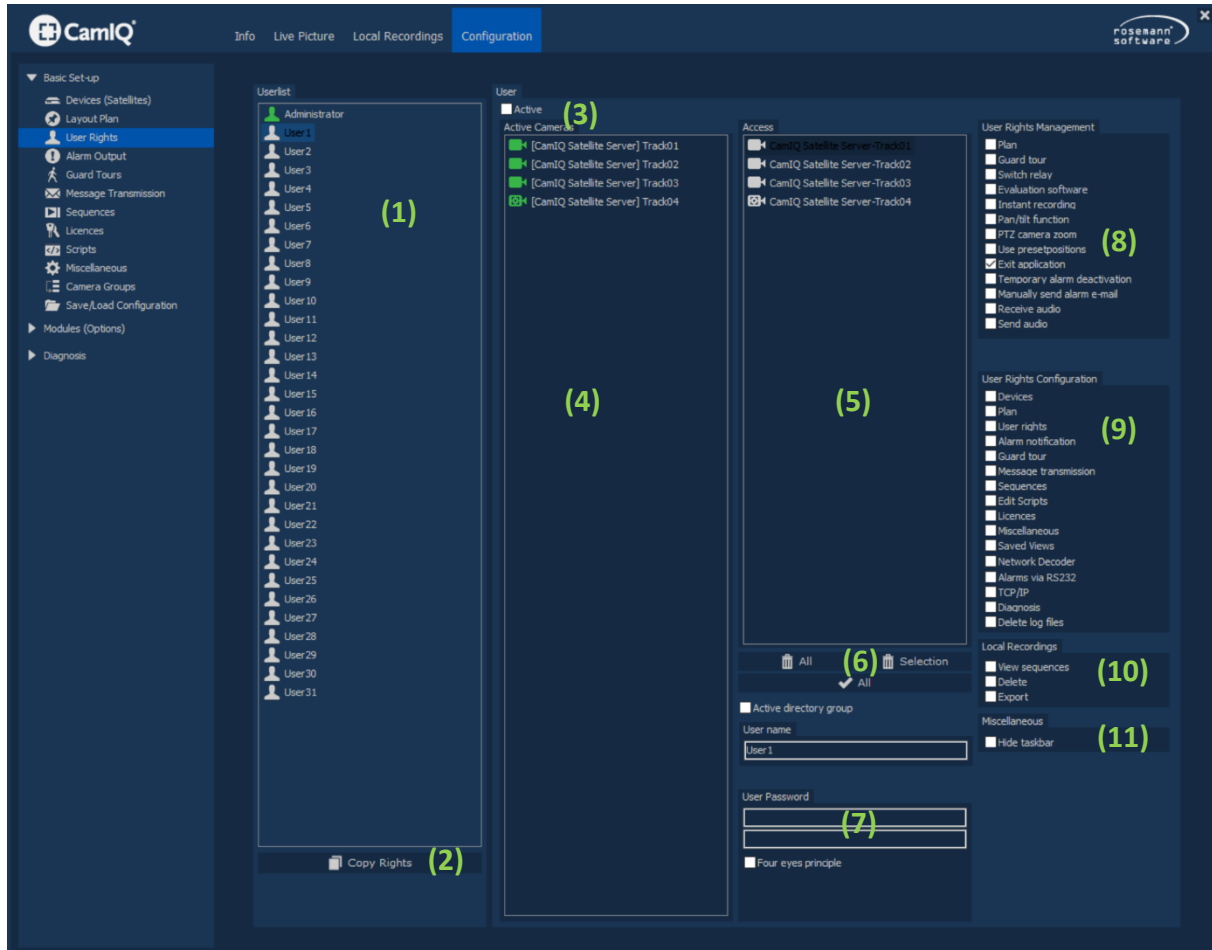 CamIQ
Info Live Picture Local Recordings Configuration
rosemann
software
Basic Set-up
Devices (Satellites)
Layout Plan
User Rights
Alarm Output
Guard Tours
Message Transmission
Sequences
Licences
Scripts
Miscellaneous
Camera Groups
Save/Load Configuration
Modules (Options)
Diagnosis
Userlist
Administrator
User1
User2
User3
User4
User5
User6
User7
User8
User9
User10
User11
User12
User13
User14
User15
User16
User17
User18
User19
User20
User21
User22
User23
User24
User25
User26
User27
User28
User29
User30
User31
(1)
Copy Rights (2)
User
Active (3)
Active Cameras
[CamIQ Satellite Server] Track01
[CamIQ Satellite Server] Track02
[CamIQ Satellite Server] Track03
[CamIQ Satellite Server] Track04
(4)
Access
CamIQ Satellite Server-Track01
CamIQ Satellite Server-Track02
CamIQ Satellite Server-Track03
CamIQ Satellite Server-Track04
(5)
All (6) Selection
All
Active directory group
User name
User1
User Password
(7)
Four eyes principle
User Rights Management
Plan
Guard tour
Switch relay
Evaluation software
Instant recording
Pan/tilt function
PTZ camera zoom
Use presetpositions
Exit application
Temporary alarm deactivation
Manually send alarm e-mail
Receive audio
Send audio
(8)
User Rights Configuration
Devices
Plan
User rights
Alarm notification
Guard tour
Message transmission
Sequences
Edit Scripts
Licences
Miscellaneous
Saved Views
Network Decoder
Alarms via RS232
TCP/IP
Diagnosis
Delete log files
(9)
Local Recordings
View sequences
Delete
Export
(10)
Miscellaneous
Hide taskbar (11)